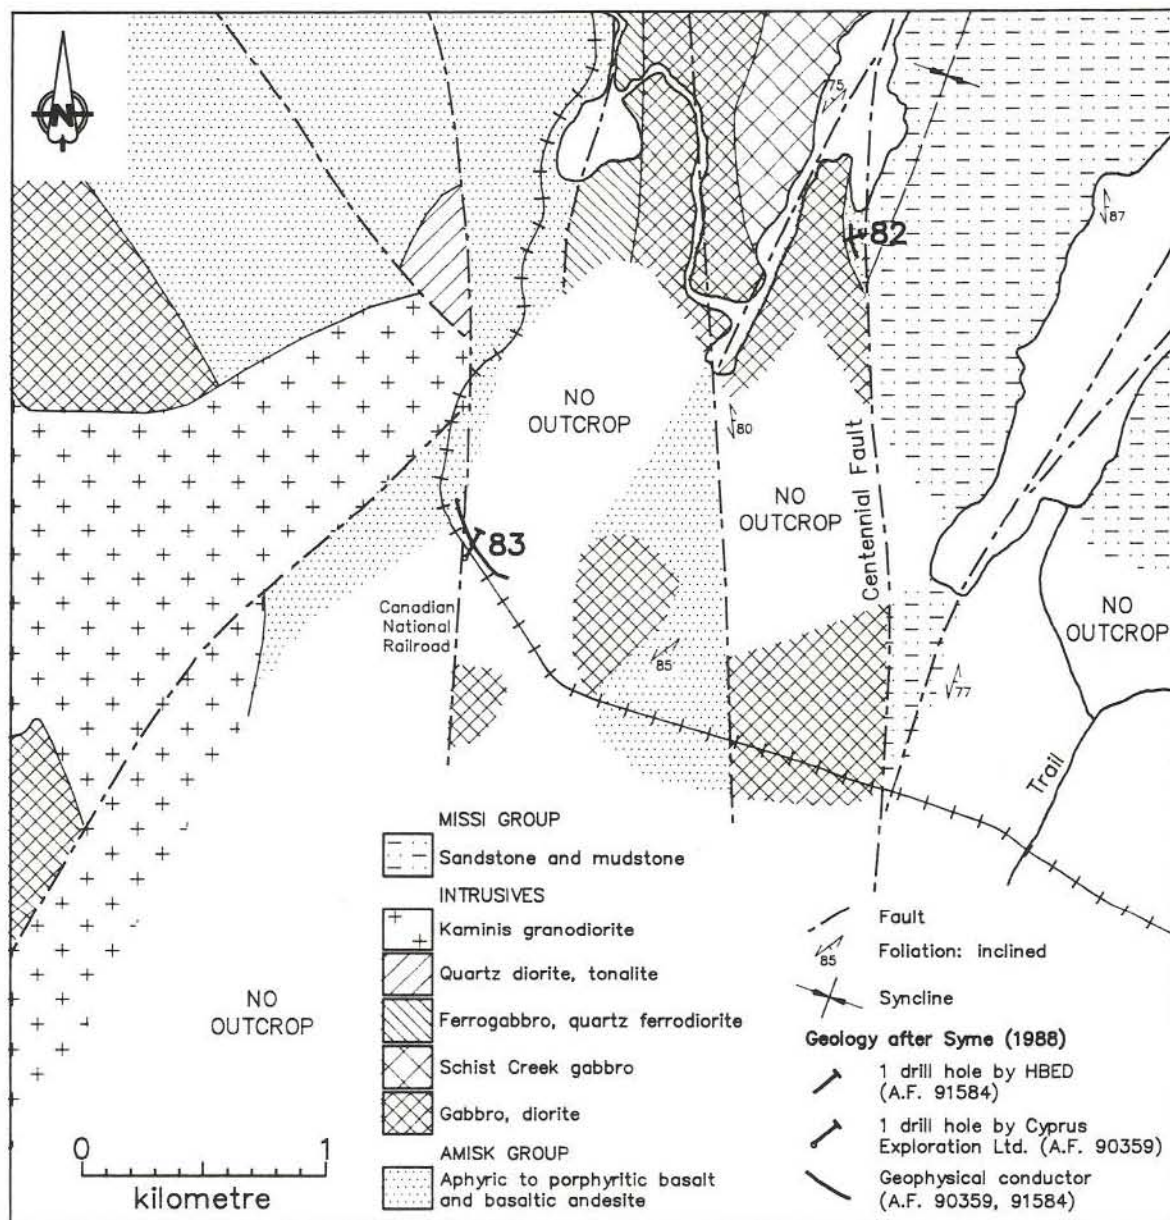 N
75
82
87
NO
OUTCROP
80
NO
OUTCROP
Centennial Fault
83
NO
OUTCROP
Canadian
National
Railroad
85
77
Trail
MISSI GROUP
Sandstone and mudstone
INTRUSIVES
Kaminis granodiorite
Quartz diorite, tonalite
Ferrogabbro, quartz ferrodiorite
Schist Creek gabbro
Gabbro, diorite
AMISK GROUP
Aphyric to porphyritic basalt
and basaltic andesite
Fault
85
Foliation: inclined
Syncline
Geology after Syme (1988)
1 drill hole by HBED
(A.F. 91584)
1 drill hole by Cyprus
Exploration Ltd. (A.F. 90359)
Geophysical conductor
(A.F. 90359, 91584)
NO
OUTCROP
0 1
kilometre